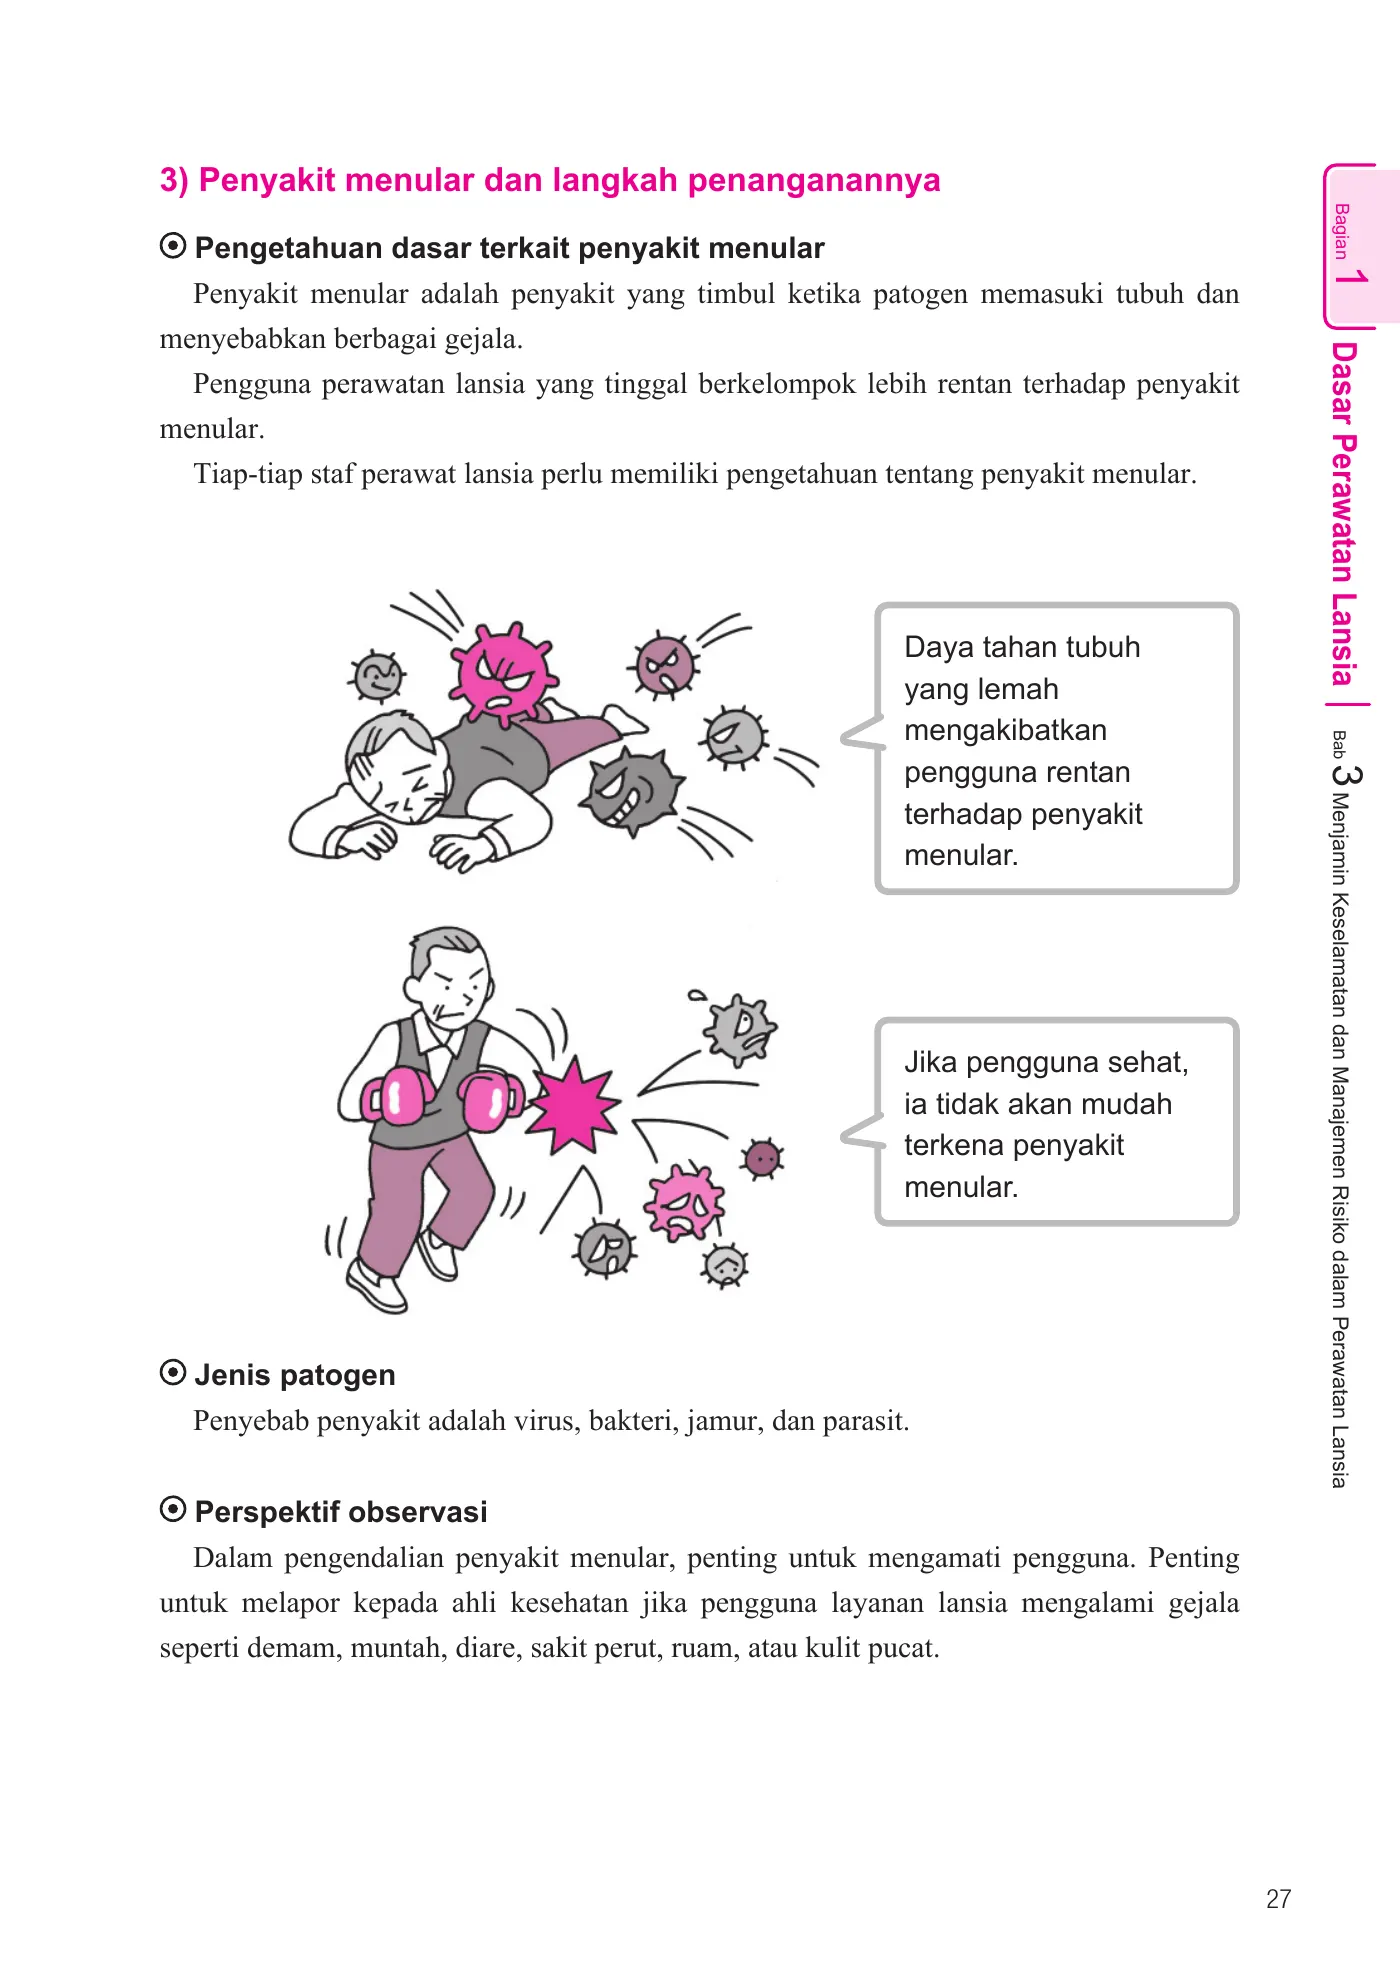 3) Penyakit menular dan langkah penanganannya
Pengetahuan dasar terkait penyakit menular
Penyakit menular adalah penyakit yang timbul ketika patogen memasuki tubuh dan
menyebabkan berbagai gejala.
Pengguna perawatan lansia yang tinggal berkelompok lebih rentan terhadap penyakit
menular.
Tiap-tiap staf perawat lansia perlu memiliki pengetahuan tentang penyakit menular.
Daya tahan tubuh
yang lemah
mengakibatkan
pengguna rentan
terhadap penyakit
menular.
Jika pengguna sehat,
ia tidak akan mudah
terkena penyakit
menular.
Jenis patogen
Penyebab penyakit adalah virus, bakteri, jamur, dan parasit.
Perspektif observasi
Dalam pengendalian penyakit menular, penting untuk mengamati pengguna. Penting
untuk melapor kepada ahli kesehatan jika pengguna layanan lansia mengalami gejala
seperti demam, muntah, diare, sakit perut, ruam, atau kulit pucat.
Bagian 1 Dasar Perawatan Lansia
Bab 3 Menjamin Keselamatan dan Manajemen Risiko dalam Perawatan Lansia
27